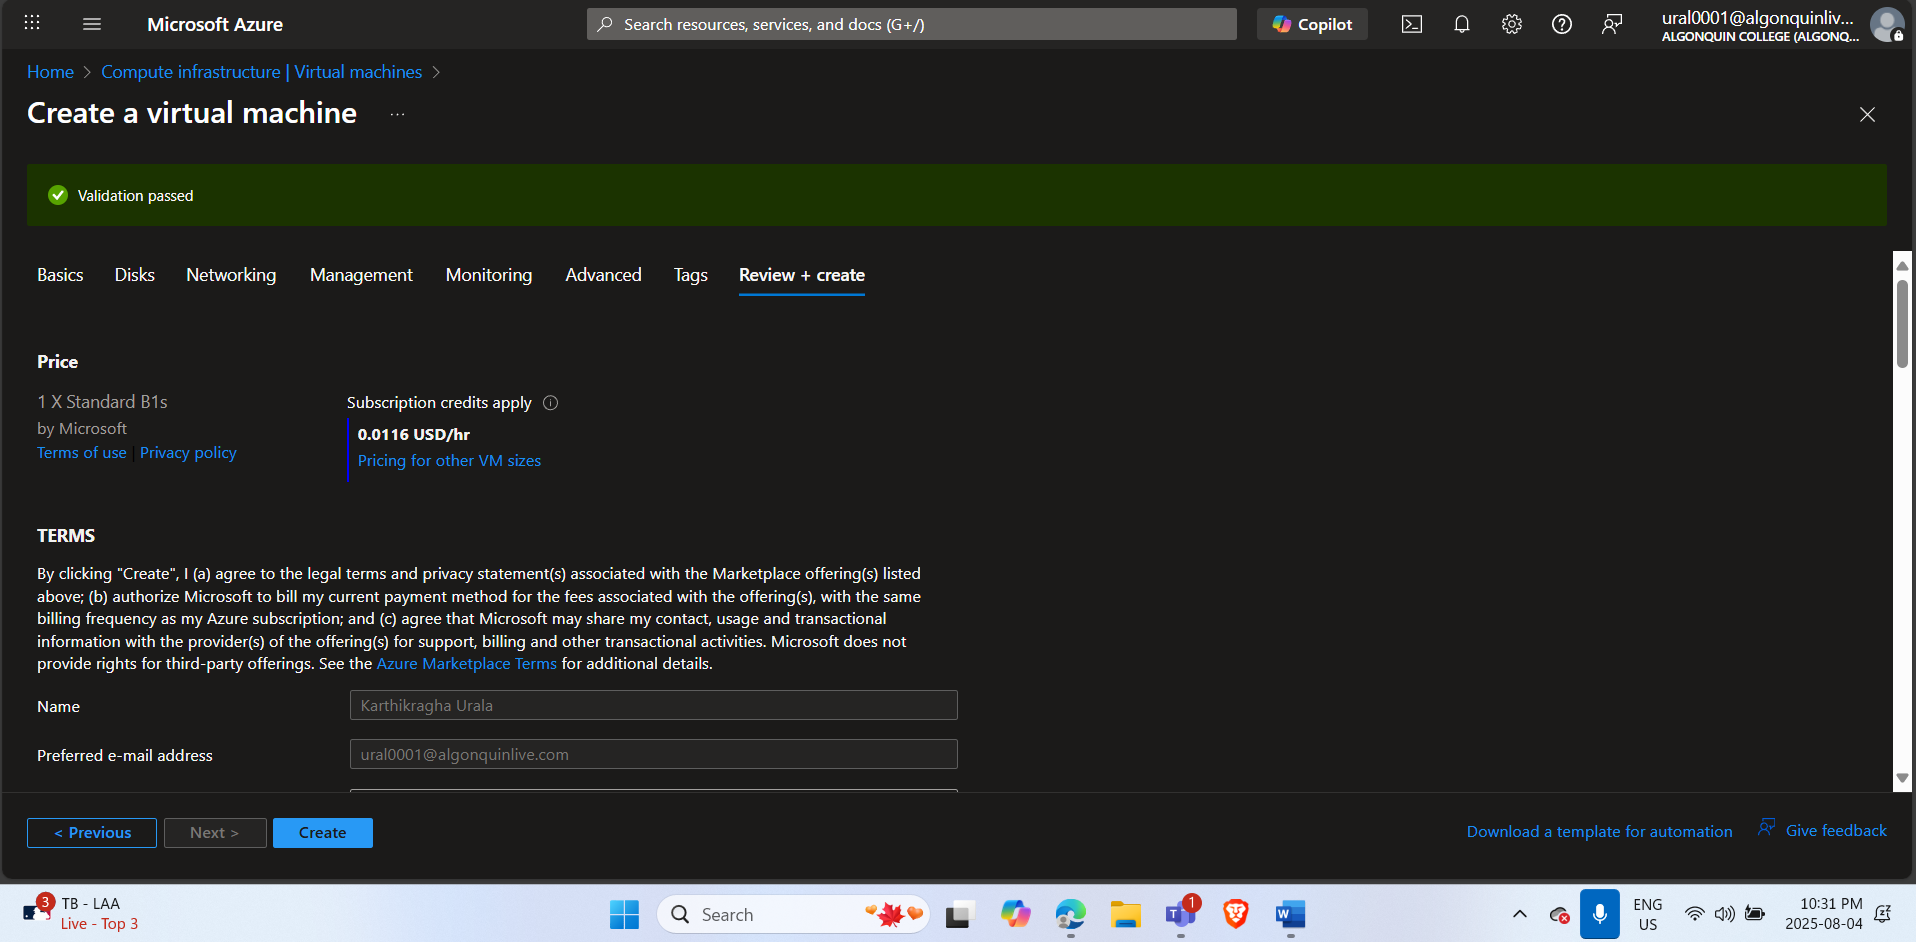 Microsoft Azure
Search resources, services, and docs (G+/)
Copilot
ural0001@algonquinliv...
ALGONQUIN COLLEGE (ALGONQ...
Home > Compute infrastructure | Virtual machines >
Create a virtual machine ...
Validation passed
Basics Disks Networking Management Monitoring Advanced Tags Review + create
Price
1 X Standard B1s
by Microsoft
Terms of use | Privacy policy
Subscription credits apply
0.0116 USD/hr
Pricing for other VM sizes
TERMS
By clicking "Create", I (a) agree to the legal terms and privacy statement(s) associated with the Marketplace offering(s) listed
above; (b) authorize Microsoft to bill my current payment method for the fees associated with the offering(s), with the same
billing frequency as my Azure subscription; and (c) agree that Microsoft may share my contact, usage and transactional
information with the provider(s) of the offering(s) for support, billing and other transactional activities. Microsoft does not
provide rights for third-party offerings. See the Azure Marketplace Terms for additional details.
Name
Karthikragha Urala
Preferred e-mail address
ural0001@algonquinlive.com
< Previous
Next >
Create
Download a template for automation
Give feedback
3
TB - LAA
Live - Top 3
Search
T
1
W
ENG
US
10:31 PM
2025-08-04